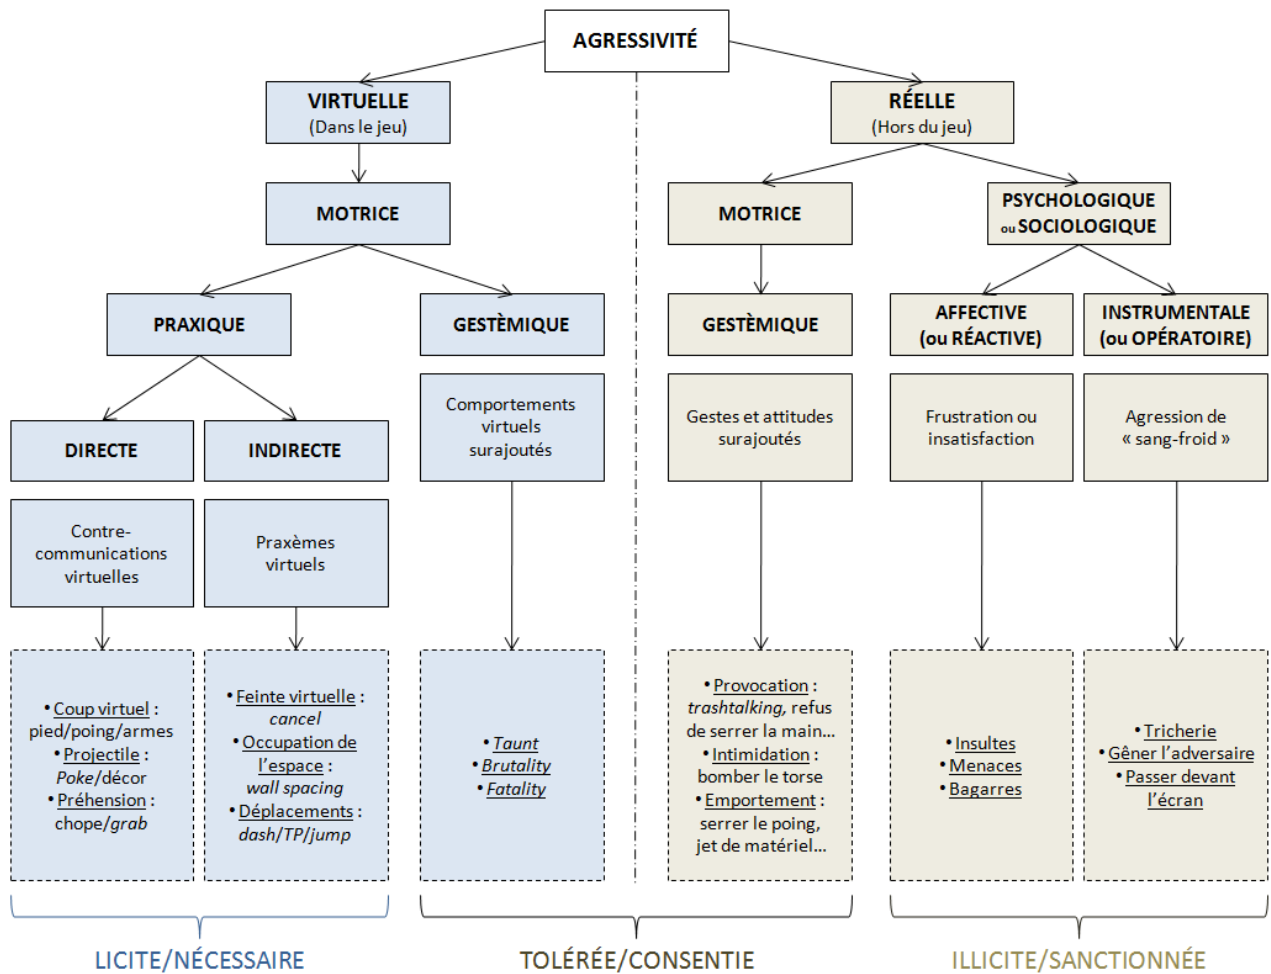 AGRESSIVITÉ
VIRTUELLE
(Dans le jeu)
RÉELLE
(Hors du jeu)
MOTRICE
MOTRICE
PSYCHOLOGIQUE
ou SOCIOLOGIQUE
PRAXIQUE
GESTÈMIQUE
GESTÈMIQUE
AFFECTIVE
(ou RÉACTIVE)
INSTRUMENTALE
(ou OPÉRATOIRE)
DIRECTE
INDIRECTE
Comportements
virtuels
surajoutés
Gestes et attitudes
surajoutés
Frustration ou
insatisfaction
Agression de
« sang-froid »
Contre-
communications
virtuelles
Praxèmes
virtuels
• Coup virtuel :
pied/poing/armes
• Projectile :
Poke/décor
• Préhension :
chope/grab
• Feinte virtuelle :
cancel
• Occupation de
l’espace :
wall spacing
• Déplacements :
dash/TP/jump
• Taunt
• Brutality
• Fatality
• Provocation :
trashtalking, refus
de serrer la main…
• Intimidation :
bomber le torse
• Emportement :
serrer le poing,
jet de matériel…
• Insultes
• Menaces
• Bagarres
• Tricherie
• Gêner l’adversaire
• Passer devant
l’écran
LICITE/NÉCESSAIRE
TOLÉRÉE/CONSENTIE
ILLICITE/SANCTIONNÉE